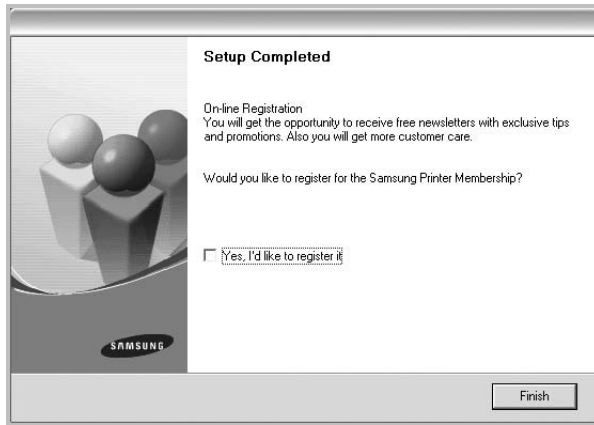 Setup Completed
On-line Registration
You will get the opportunity to receive free newsletters with exclusive tips
and promotions. Also you will get more customer care.
Would you like to register for the Samsung Printer Membership?
Yes, I'd like to register it
SAMSUNG
Finish